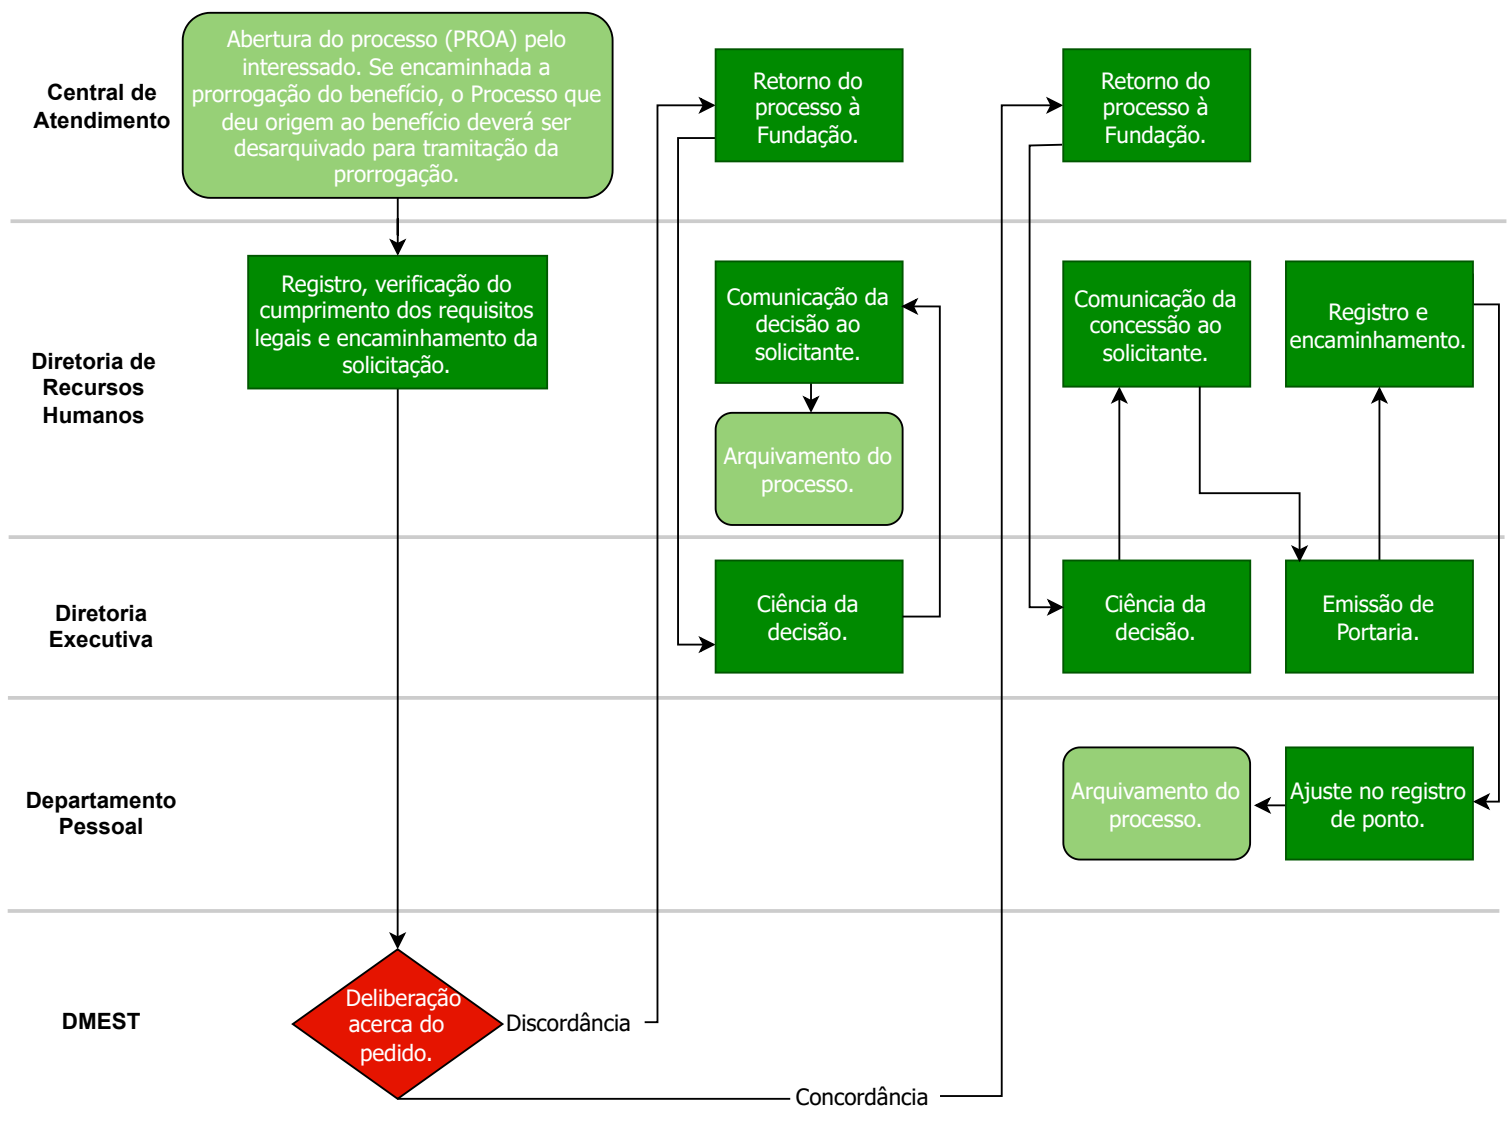 Central de
Atendimento
Abertura do processo (PROA) pelo
interessado. Se encaminhada a
prorrogação do benefício, o Processo que
deu origem ao benefício deverá ser
desarquivado para tramitação da
prorrogação.
Retorno do
processo à
Fundação.
Retorno do
processo à
Fundação.
Diretoria de
Recursos
Humanos
Registro, verificação do
cumprimento dos requisitos
legais e encaminhamento da
solicitação.
Comunicação da
decisão ao
solicitante.
Comunicação da
concessão ao
solicitante.
Registro e
encaminhamento.
Arquivamento do
processo.
Diretoria
Executiva
Ciência da
decisão.
Ciência da
decisão.
Emissão de
Portaria.
Departamento
Pessoal
Arquivamento do
processo.
Ajuste no registro
de ponto.
DMEST
Deliberação
acerca do
pedido.
Discordância
Concordância